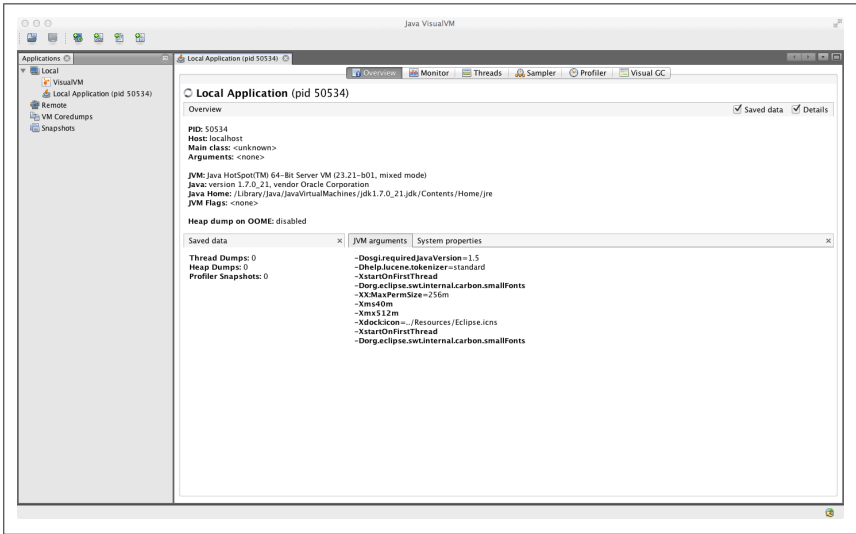 Java VisualVM
Applications
Local
VisualVM
Local Application (pid 50534)
Remote
VM Coredumps
Snapshots
Local Application (pid 50534)
Overview
Monitor
Threads
Sampler
Profiler
Visual GC
Local Application (pid 50534)
Overview
Saved data
Details
PID: 50534
Host: localhost
Main class: <unknown>
Arguments: <none>
JVM: Java HotSpot(TM) 64-Bit Server VM (23.21-b01, mixed mode)
Java: version 1.7.0_21, vendor Oracle Corporation
Java Home: /Library/Java/JavaVirtualMachines/jdk1.7.0_21.jdk/Contents/Home/jre
JVM Flags: <none>
Heap dump on OOME: disabled
Saved data
Thread Dumps: 0
Heap Dumps: 0
Profiler Snapshots: 0
JVM arguments
System properties
-Dosgi.requiredJavaVersion=1.5
-Dhelp.lucene.tokenizer=standard
-XstartOnFirstThread
-Dorg.eclipse.swt.internal.carbon.smallFonts
-XX:MaxPermSize=256m
-Xms40m
-Xmx512m
-Xdock:icon=../Resources/Eclipse.icns
-XstartOnFirstThread
-Dorg.eclipse.swt.internal.carbon.smallFonts